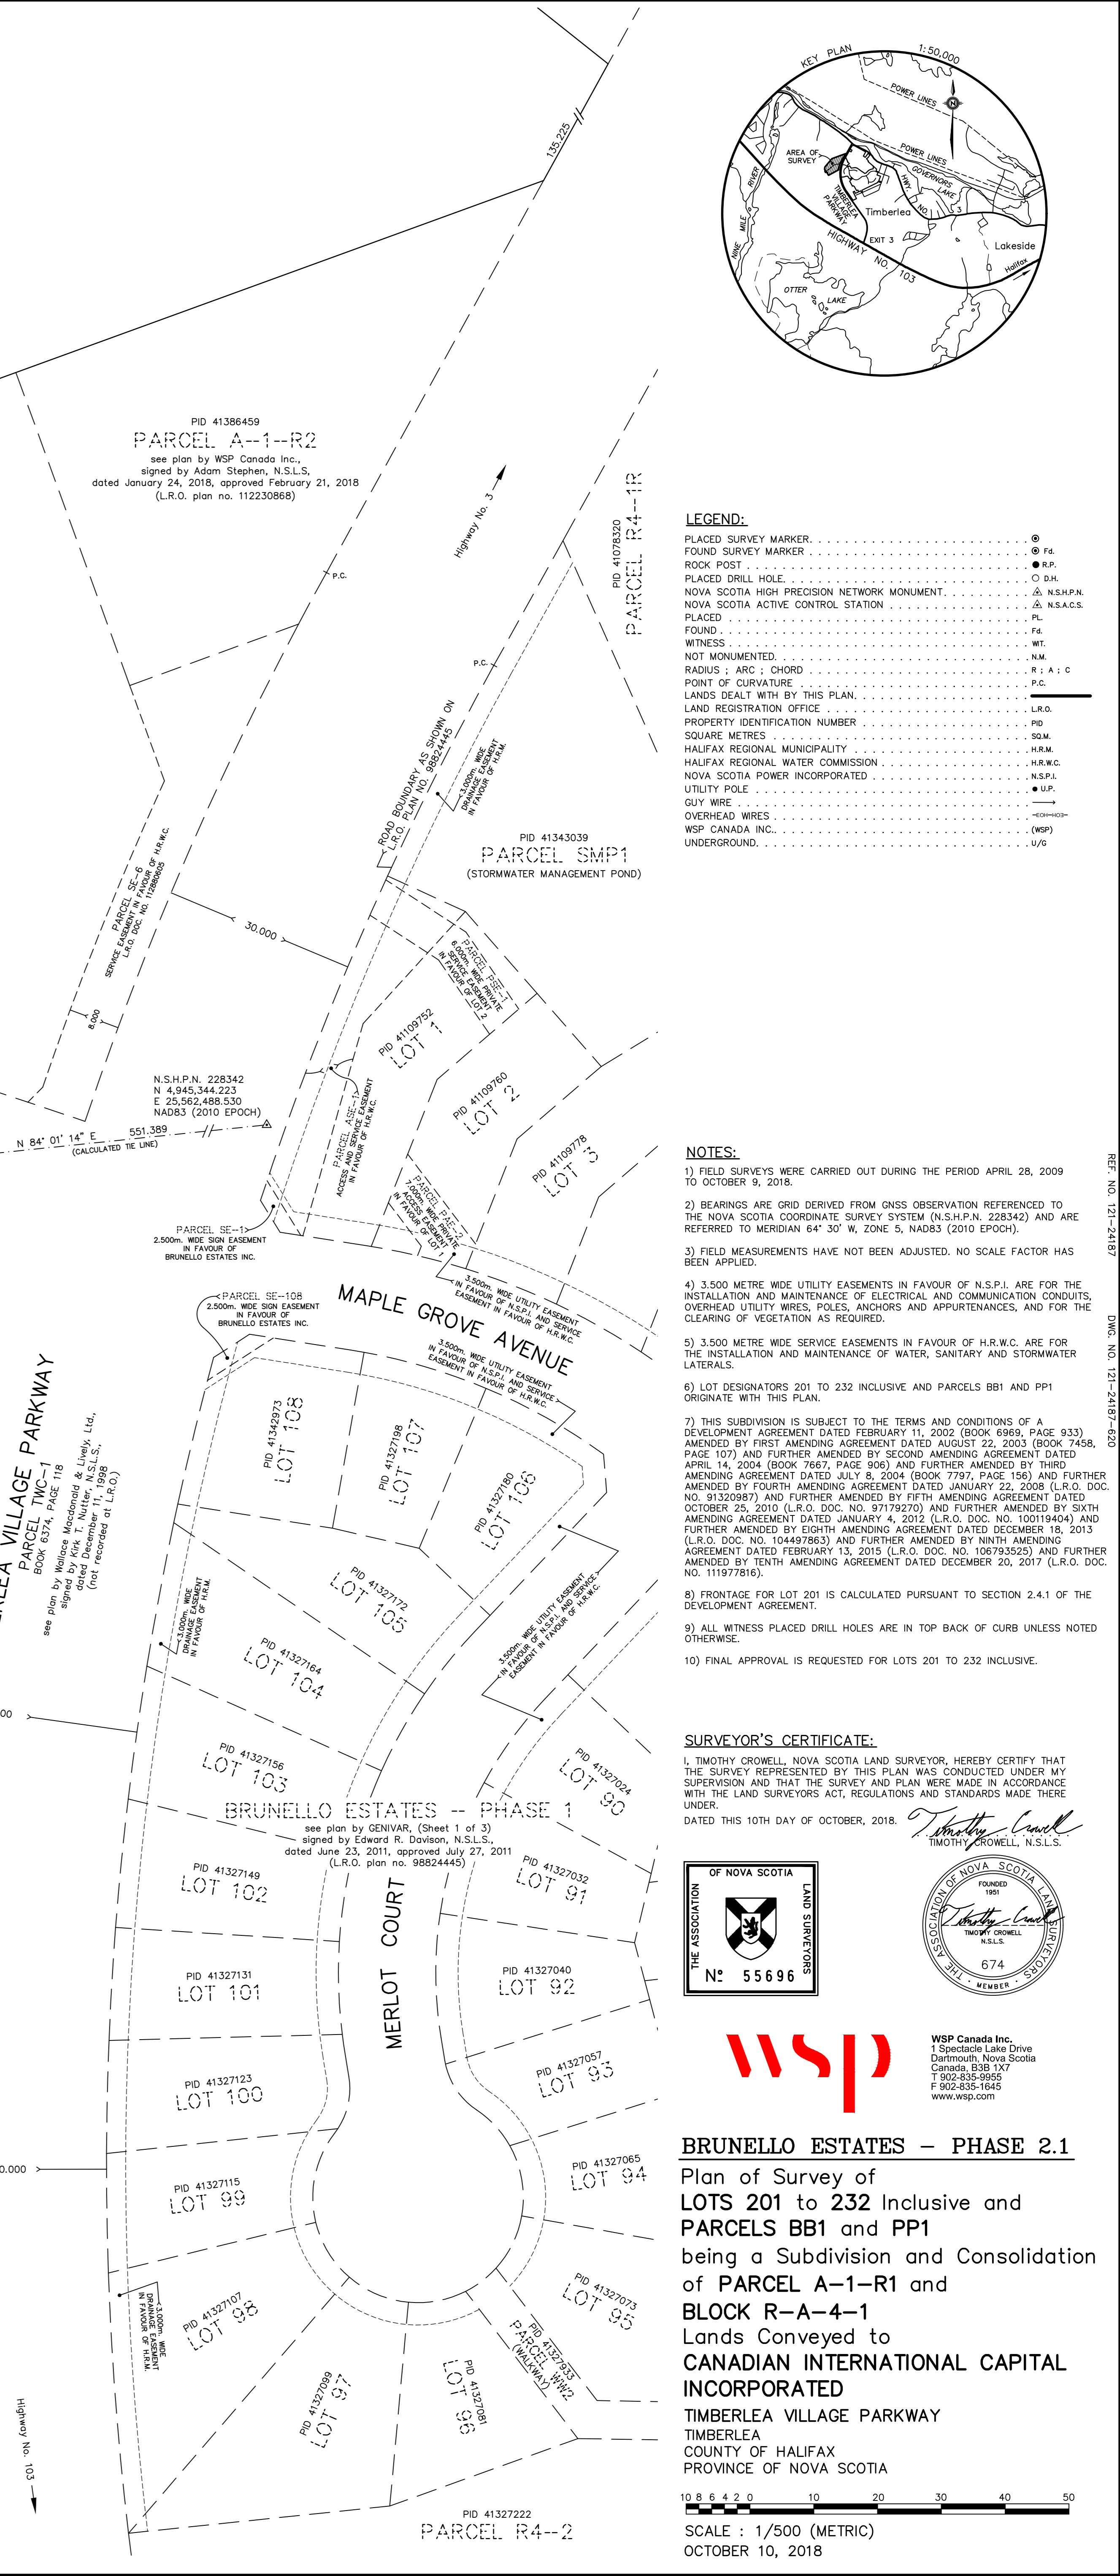 KEY PLAN
1:50,000
POWER LINES
N
POWER LINES
AREA OF
SURVEY
GOVERNORS
LAKE
HWY.
NO.
3
TIMBERLEA
VILLAGE
PARKWAY
Timberlea
NINE MILE RIVER
EXIT 3
Lakeside
HIGHWAY NO. 103
Halifax
OTTER
LAKE
135.225
PID 41386459
PARCEL A--1--R2
see plan by WSP Canada Inc.,
signed by Adam Stephen, N.S.L.S,
dated January 24, 2018, approved February 21, 2018
(L.R.O. plan no. 112230868)
Highway No. 3
PID 41078320
PARCEL R4--1R
P.C.
P.C.
ROAD BOUNDARY AS SHOWN ON
L.R.O. PLAN NO. 98824445
3.000m. WIDE
DRAINAGE EASEMENT
IN FAVOUR OF H.R.M.
PID 41343039
PARCEL SMP1
(STORMWATER MANAGEMENT POND)
PARCEL SE-6
SERVICE EASEMENT IN FAVOUR OF H.R.W.C.
L.R.O. DOC. NO. 112880605
30.000
8.000
PARCEL PSE-1
6.000m. WIDE PRIVATE
SERVICE EASEMENT
IN FAVOUR OF LOT 2
PID 41109752
LOT 1
PID 41109760
LOT 2
PID 41109778
LOT 3
N.S.H.P.N. 228342
N 4,945,344.223
E 25,562,488.530
NAD83 (2010 EPOCH)
N 84° 01' 14" E 551.389
(CALCULATED TIE LINE)
PARCEL ASE-1
ACCESS AND SERVICE EASEMENT
IN FAVOUR OF H.R.W.C.
PARCEL PAE-2
7.000m. WIDE PRIVATE
ACCESS EASEMENT
IN FAVOUR OF LOT 1
PARCEL SE--1
2.500m. WIDE SIGN EASEMENT
IN FAVOUR OF
BRUNELLO ESTATES INC.
3.500m. WIDE UTILITY EASEMENT
IN FAVOUR OF N.S.P.I. AND SERVICE
EASEMENT IN FAVOUR OF H.R.W.C.
MAPLE GROVE AVENUE
PARCEL SE--108
2.500m. WIDE SIGN EASEMENT
IN FAVOUR OF
BRUNELLO ESTATES INC.
3.500m. WIDE UTILITY EASEMENT
IN FAVOUR OF N.S.P.I. AND SERVICE
EASEMENT IN FAVOUR OF H.R.W.C.
RLEA VILLAGE PARKWAY
PARCEL TWC-1
BOOK 6374, PAGE 118
see plan by Wallace Macdonald & Lively, Ltd.,
signed by Kirk T. Nutter, N.S.L.S.,
dated December 11, 1998
(not recorded at L.R.O.)
PID 41342973
LOT 108
PID 41327198
LOT 107
PID 41327180
LOT 106
PID 41327172
LOT 105
3.000m. WIDE
DRAINAGE EASEMENT
IN FAVOUR OF H.R.M.
3.500m. WIDE UTILITY EASEMENT
IN FAVOUR OF N.S.P.I. AND SERVICE
EASEMENT IN FAVOUR OF H.R.W.C.
PID 41327164
LOT 104
00
PID 41327156
LOT 103
PID 41327024
LOT 90
BRUNELLO ESTATES -- PHASE 1
see plan by GENIVAR, (Sheet 1 of 3)
signed by Edward R. Davison, N.S.L.S.,
dated June 23, 2011, approved July 27, 2011
(L.R.O. plan no. 98824445)
PID 41327149
LOT 102
PID 41327032
LOT 91
MERLOT COURT
PID 41327131
LOT 101
PID 41327040
LOT 92
PID 41327123
LOT 100
PID 41327057
LOT 93
0.000
PID 41327115
LOT 99
PID 41327065
LOT 94
3.000m. WIDE
DRAINAGE EASEMENT
IN FAVOUR OF H.R.M.
PID 41327107
LOT 98
PID 41327073
LOT 95
PID 41327933
PARCEL WW2
(WALKWAY)
PID 41327099
LOT 97
PID 41327081
LOT 96
Highway No. 103
PID 41327222
PARCEL R4--2
LEGEND:
PLACED SURVEY MARKER
FOUND SURVEY MARKER Fd.
ROCK POST R.P.
PLACED DRILL HOLE D.H.
NOVA SCOTIA HIGH PRECISION NETWORK MONUMENT N.S.H.P.N.
NOVA SCOTIA ACTIVE CONTROL STATION N.S.A.C.S.
PLACED PL.
FOUND Fd.
WITNESS WIT.
NOT MONUMENTED N.M.
RADIUS ; ARC ; CHORD R ; A ; C
POINT OF CURVATURE P.C.
LANDS DEALT WITH BY THIS PLAN
LAND REGISTRATION OFFICE L.R.O.
PROPERTY IDENTIFICATION NUMBER PID
SQUARE METRES SQ.M.
HALIFAX REGIONAL MUNICIPALITY H.R.M.
HALIFAX REGIONAL WATER COMMISSION H.R.W.C.
NOVA SCOTIA POWER INCORPORATED N.S.P.I.
UTILITY POLE U.P.
GUY WIRE
OVERHEAD WIRES
WSP CANADA INC. (WSP)
UNDERGROUND U/G
NOTES:
1) FIELD SURVEYS WERE CARRIED OUT DURING THE PERIOD APRIL 28, 2009
TO OCTOBER 9, 2018.
2) BEARINGS ARE GRID DERIVED FROM GNSS OBSERVATION REFERENCED TO
THE NOVA SCOTIA COORDINATE SURVEY SYSTEM (N.S.H.P.N. 228342) AND ARE
REFERRED TO MERIDIAN 64° 30' W, ZONE 5, NAD83 (2010 EPOCH).
3) FIELD MEASUREMENTS HAVE NOT BEEN ADJUSTED. NO SCALE FACTOR HAS
BEEN APPLIED.
4) 3.500 METRE WIDE UTILITY EASEMENTS IN FAVOUR OF N.S.P.I. ARE FOR THE
INSTALLATION AND MAINTENANCE OF ELECTRICAL AND COMMUNICATION CONDUITS,
OVERHEAD UTILITY WIRES, POLES, ANCHORS AND APPURTENANCES, AND FOR THE
CLEARING OF VEGETATION AS REQUIRED.
5) 3.500 METRE WIDE SERVICE EASEMENTS IN FAVOUR OF H.R.W.C. ARE FOR
THE INSTALLATION AND MAINTENANCE OF WATER, SANITARY AND STORMWATER
LATERALS.
6) LOT DESIGNATORS 201 TO 232 INCLUSIVE AND PARCELS BB1 AND PP1
ORIGINATE WITH THIS PLAN.
7) THIS SUBDIVISION IS SUBJECT TO THE TERMS AND CONDITIONS OF A
DEVELOPMENT AGREEMENT DATED FEBRUARY 11, 2002 (BOOK 6969, PAGE 933)
AMENDED BY FIRST AMENDING AGREEMENT DATED AUGUST 22, 2003 (BOOK 7458,
PAGE 107) AND FURTHER AMENDED BY SECOND AMENDING AGREEMENT DATED
APRIL 14, 2004 (BOOK 7667, PAGE 906) AND FURTHER AMENDED BY THIRD
AMENDING AGREEMENT DATED JULY 8, 2004 (BOOK 7797, PAGE 156) AND FURTHER
AMENDED BY FOURTH AMENDING AGREEMENT DATED JANUARY 22, 2008 (L.R.O. DOC.
NO. 91320987) AND FURTHER AMENDED BY FIFTH AMENDING AGREEMENT DATED
OCTOBER 25, 2010 (L.R.O. DOC. NO. 97179270) AND FURTHER AMENDED BY SIXTH
AMENDING AGREEMENT DATED JANUARY 4, 2012 (L.R.O. DOC. NO. 100119404) AND
FURTHER AMENDED BY EIGHTH AMENDING AGREEMENT DATED DECEMBER 18, 2013
(L.R.O. DOC. NO. 104497863) AND FURTHER AMENDED BY NINTH AMENDING
AGREEMENT DATED FEBRUARY 13, 2015 (L.R.O. DOC. NO. 106793525) AND FURTHER
AMENDED BY TENTH AMENDING AGREEMENT DATED DECEMBER 20, 2017 (L.R.O. DOC.
NO. 111977816).
8) FRONTAGE FOR LOT 201 IS CALCULATED PURSUANT TO SECTION 2.4.1 OF THE
DEVELOPMENT AGREEMENT.
9) ALL WITNESS PLACED DRILL HOLES ARE IN TOP BACK OF CURB UNLESS NOTED
OTHERWISE.
10) FINAL APPROVAL IS REQUESTED FOR LOTS 201 TO 232 INCLUSIVE.
REF. NO. 121-24187
DWG. NO. 121-24187-620
SURVEYOR'S CERTIFICATE:
I, TIMOTHY CROWELL, NOVA SCOTIA LAND SURVEYOR, HEREBY CERTIFY THAT
THE SURVEY REPRESENTED BY THIS PLAN WAS CONDUCTED UNDER MY
SUPERVISION AND THAT THE SURVEY AND PLAN WERE MADE IN ACCORDANCE
WITH THE LAND SURVEYORS ACT, REGULATIONS AND STANDARDS MADE THERE
UNDER.
DATED THIS 10TH DAY OF OCTOBER, 2018.
Timothy Crowell
TIMOTHY CROWELL, N.S.L.S.
THE ASSOCIATION
OF NOVA SCOTIA
LAND SURVEYORS
Nº 55696
THE ASSOCIATION OF NOVA SCOTIA LAND SURVEYORS
FOUNDED
1951
Timothy Crowell
TIMOTHY CROWELL
N.S.L.S.
674
MEMBER
wsp
WSP Canada Inc.
1 Spectacle Lake Drive
Dartmouth, Nova Scotia
Canada, B3B 1X7
T 902-835-9955
F 902-835-1645
www.wsp.com
BRUNELLO ESTATES – PHASE 2.1
Plan of Survey of
LOTS 201 to 232 Inclusive and
PARCELS BB1 and PP1
being a Subdivision and Consolidation
of PARCEL A-1-R1 and
BLOCK R-A-4-1
Lands Conveyed to
CANADIAN INTERNATIONAL CAPITAL
INCORPORATED
TIMBERLEA VILLAGE PARKWAY
TIMBERLEA
COUNTY OF HALIFAX
PROVINCE OF NOVA SCOTIA
10 8 6 4 2 0 10 20 30 40 50
SCALE : 1/500 (METRIC)
OCTOBER 10, 2018